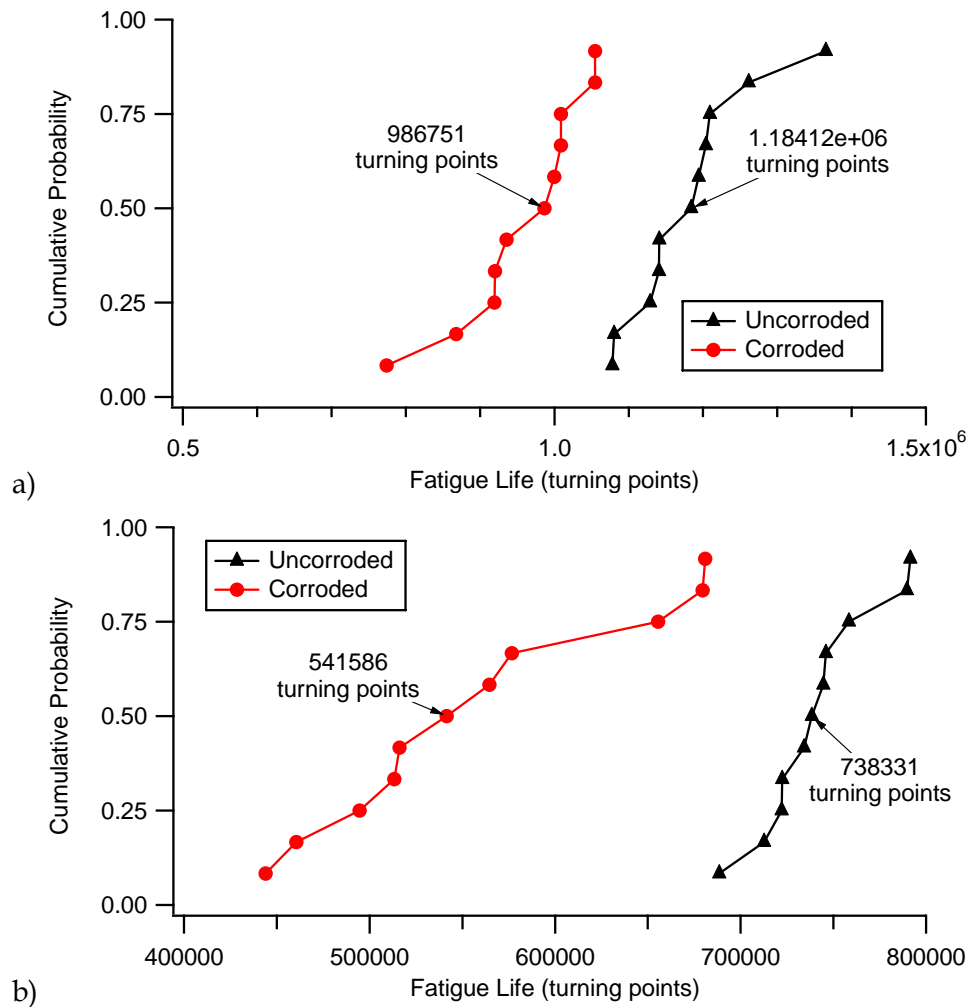 1.00
0.75
0.50
0.25
0.00
Cumulative Probability
986751
turning points
1.18412e+06
turning points
Uncorroded
Corroded
0.5
1.0
1.5x10⁶
Fatigue Life (turning points)
a)
1.00
0.75
0.50
0.25
0.00
Cumulative Probability
Uncorroded
Corroded
541586
turning points
738331
turning points
400000
500000
600000
700000
800000
Fatigue Life (turning points)
b)